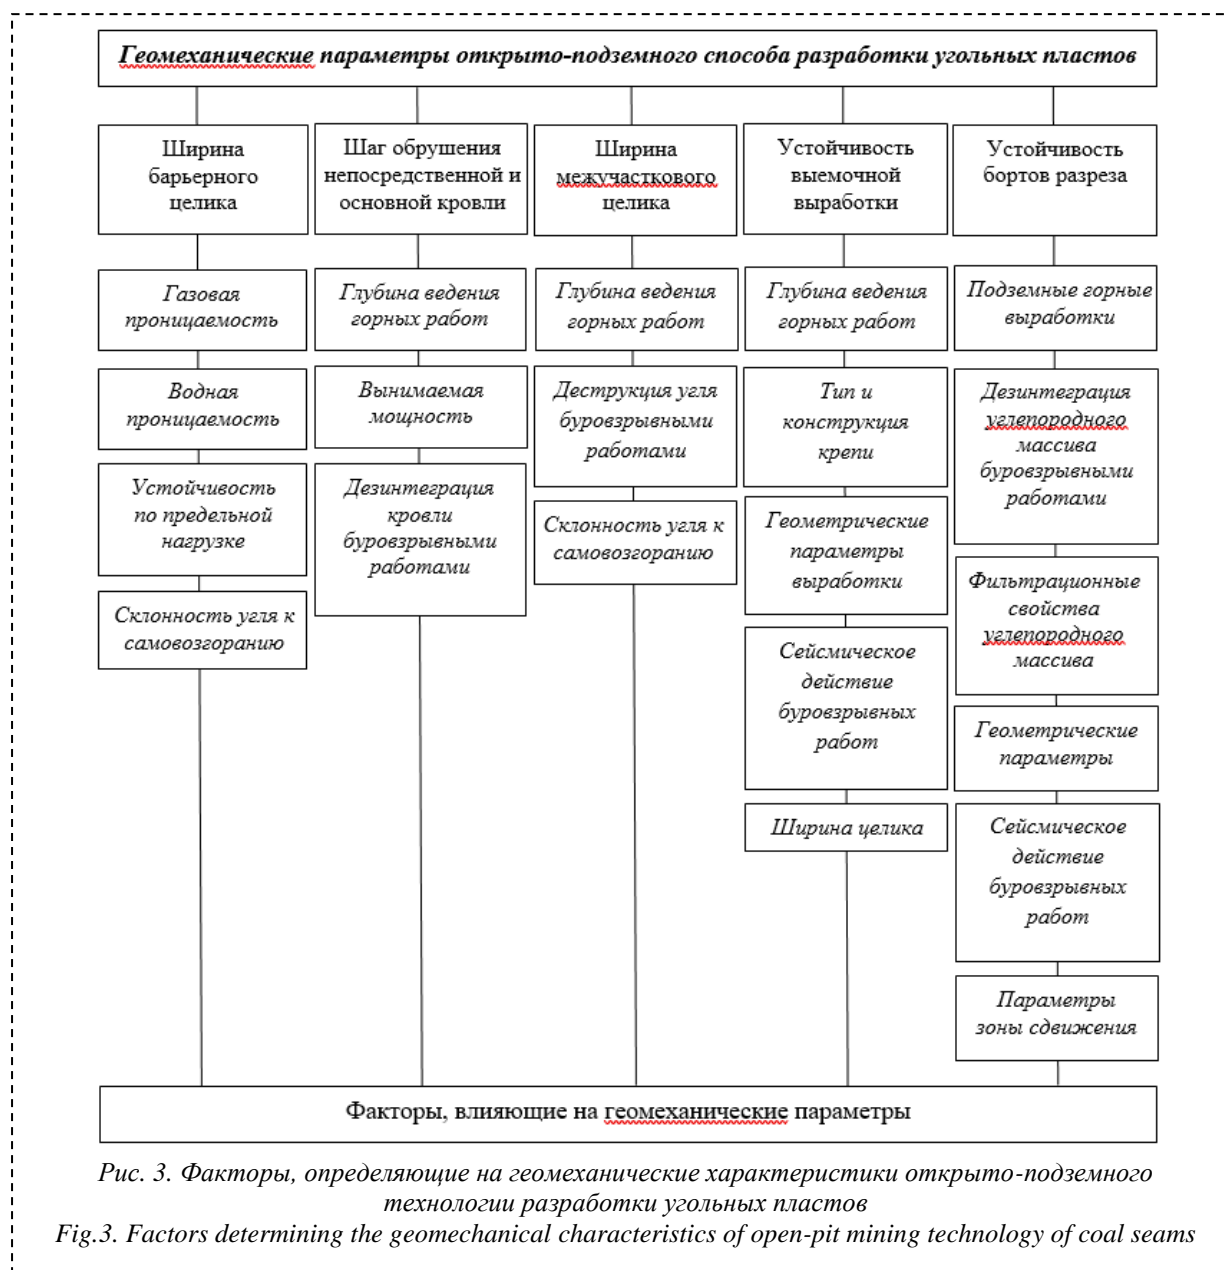 Геомеханические параметры открыто-подземного способа разработки угольных пластов
Ширина
барьерного
целика
Газовая
проницаемость
Водная
проницаемость
Устойчивость
по предельной
нагрузке
Склонность угля к
самовозгоранию
Шаг обрушения
непосредственной и
основной кровли
Глубина ведения
горных работ
Вынимаемая
мощность
Дезинтеграция
кровли
буровзрывными
работами
Ширина
межучасткового
целика
Глубина ведения
горных работ
Деструкция угля
буровзрывными
работами
Склонность угля к
самовозгоранию
Устойчивость
выемочной
выработки
Глубина ведения
горных работ
Тип и
конструкция
крепи
Геометрические
параметры
выработки
Сейсмическое
действие
буровзрывных
работ
Ширина целика
Устойчивость
бортов разреза
Подземные горные
выработки
Дезинтеграция
углепородного
массива
буровзрывными
работами
Фильтрационные
свойства
углепородного
массива
Геометрические
параметры
Сейсмическое
действие
буровзрывных
работ
Параметры
зоны сдвижения
Факторы, влияющие на геомеханические параметры
Рис. 3. Факторы, определяющие на геомеханические характеристики открыто-подземного
технологии разработки угольных пластов
Fig.3. Factors determining the geomechanical characteristics of open-pit mining technology of coal seams